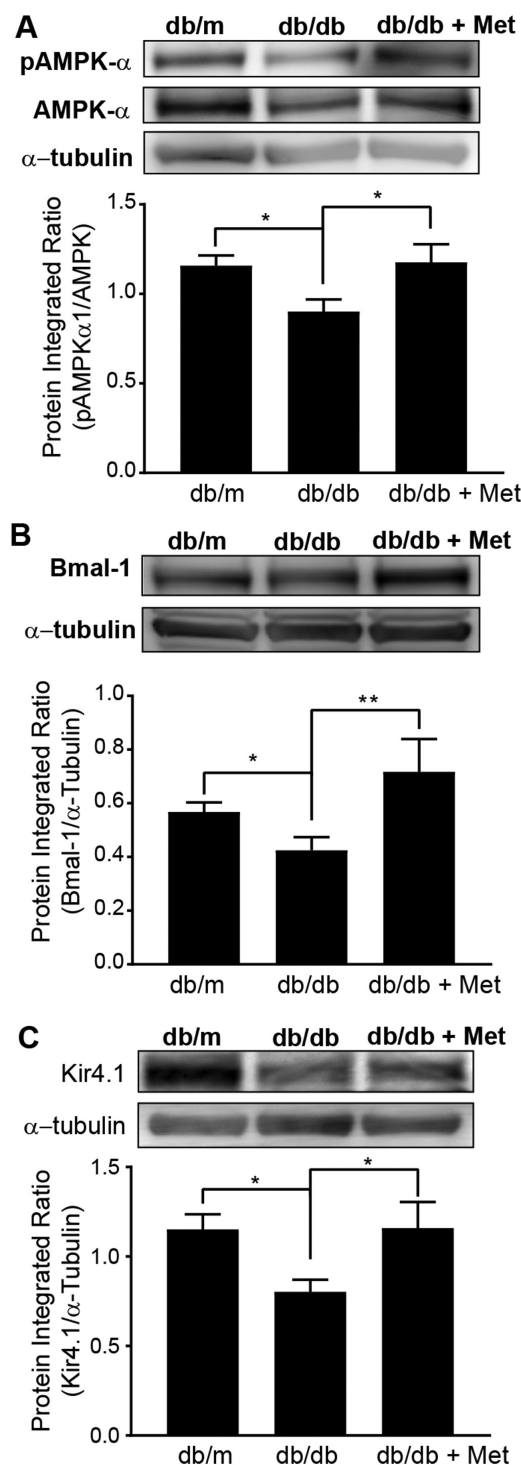 A
db/m db/db db/db + Met
pAMPK-α
AMPK-α
α–tubulin
Protein Integrated Ratio
(pAMPKα1/AMPK)
1.5
1.0
0.5
0.0
* *
db/m db/db db/db + Met
B
db/m db/db db/db + Met
Bmal-1
α–tubulin
Protein Integrated Ratio
(Bmal-1/α-Tubulin)
1.0
0.8
0.6
0.4
0.2
0.0
* **
db/m db/db db/db + Met
C
db/m db/db db/db + Met
Kir4.1
α–tubulin
Protein Integrated Ratio
(Kir4.1/α-Tubulin)
1.5
1.0
0.5
0.0
* *
db/m db/db db/db + Met